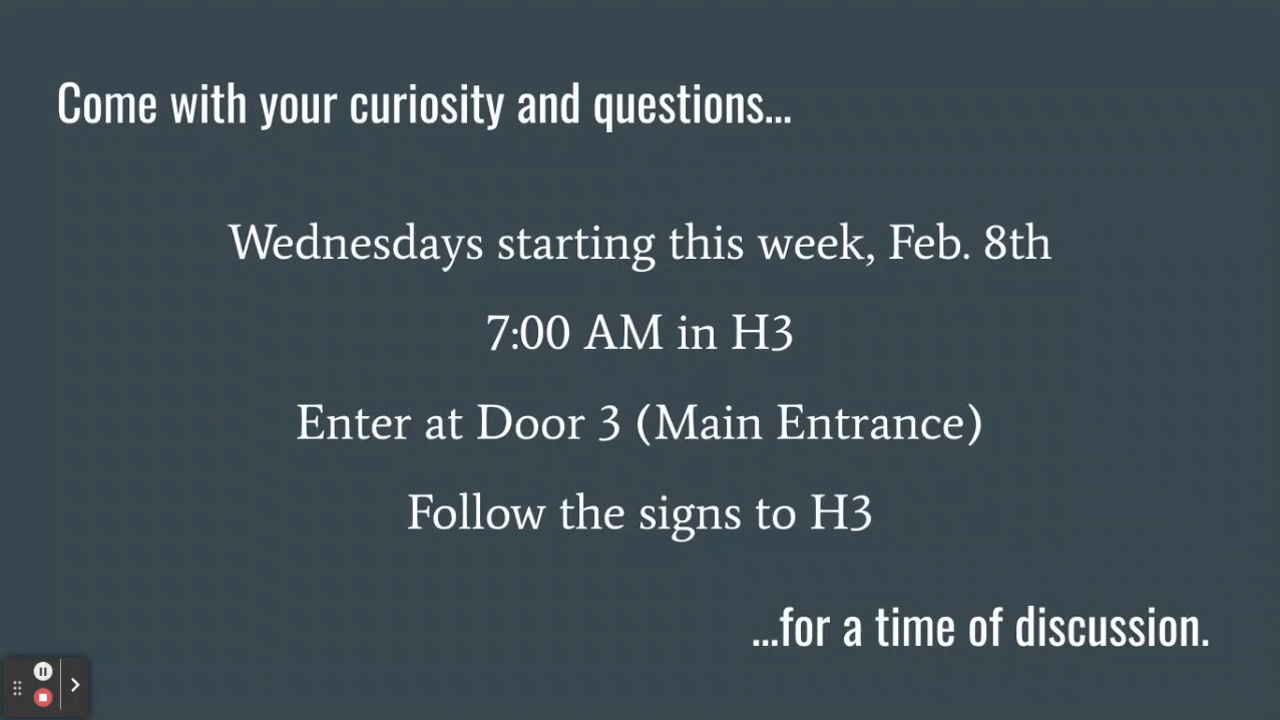 Come with your curiosity and questions...
Wednesdays starting this week, Feb. 8th
7:00 AM in H3
Enter at Door 3 (Main Entrance)
Follow the signs to H3
...for a time of discussion.